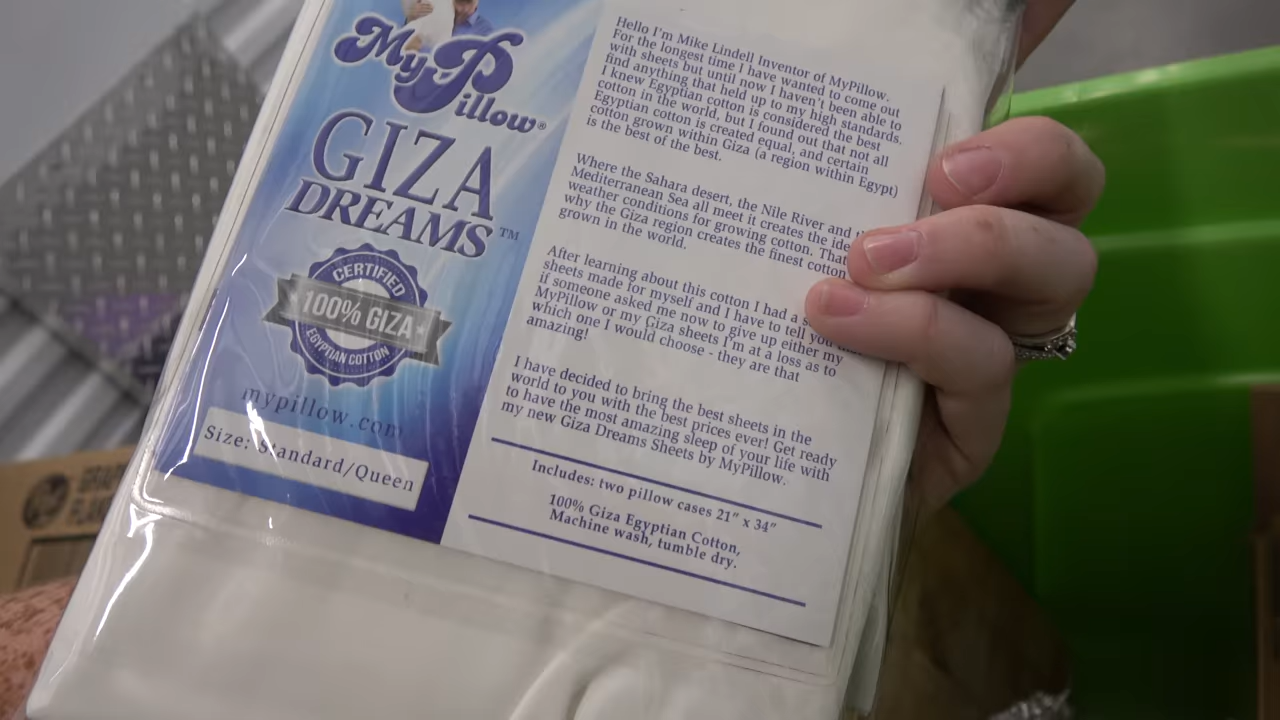 MyPillow®
GIZA
DREAMS™
CERTIFIED
100% GIZA
EGYPTIAN COTTON
mypillow.com
Size: Standard/Queen
Hello I'm Mike Lindell Inventor of MyPillow.
For the longest time I have wanted to come out
with sheets but until now I haven't been able to
find anything that held up to my high standards.
I knew Egyptian cotton is considered the best
cotton in the world, but I found out that not all
Egyptian cotton is created equal, and certain
cotton grown within Giza (a region within Egypt)
is the best of the best.
Where the Sahara desert, the Nile River and
Mediterranean Sea all meet it creates the
weather conditions for growing cotton. That
why the Giza region creates the finest cotton
grown in the world.
After learning about this cotton I had a
sheets made for myself and I have to tell you
if someone asked me now to give up either my
MyPillow or my Giza sheets I'm at a loss as to
which one I would choose - they are that
amazing!
I have decided to bring the best sheets in the
world to you with the best prices ever! Get ready
to have the most amazing sleep of your life with
my new Giza Dreams Sheets by MyPillow.
Includes: two pillow cases 21" x 34"
100% Giza Egyptian Cotton,
Machine wash, tumble dry.